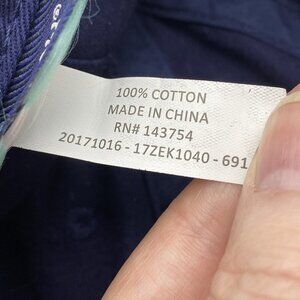 100% COTTON
MADE IN CHINA
RN# 143754
20171016 - 17ZEK1040 - 691